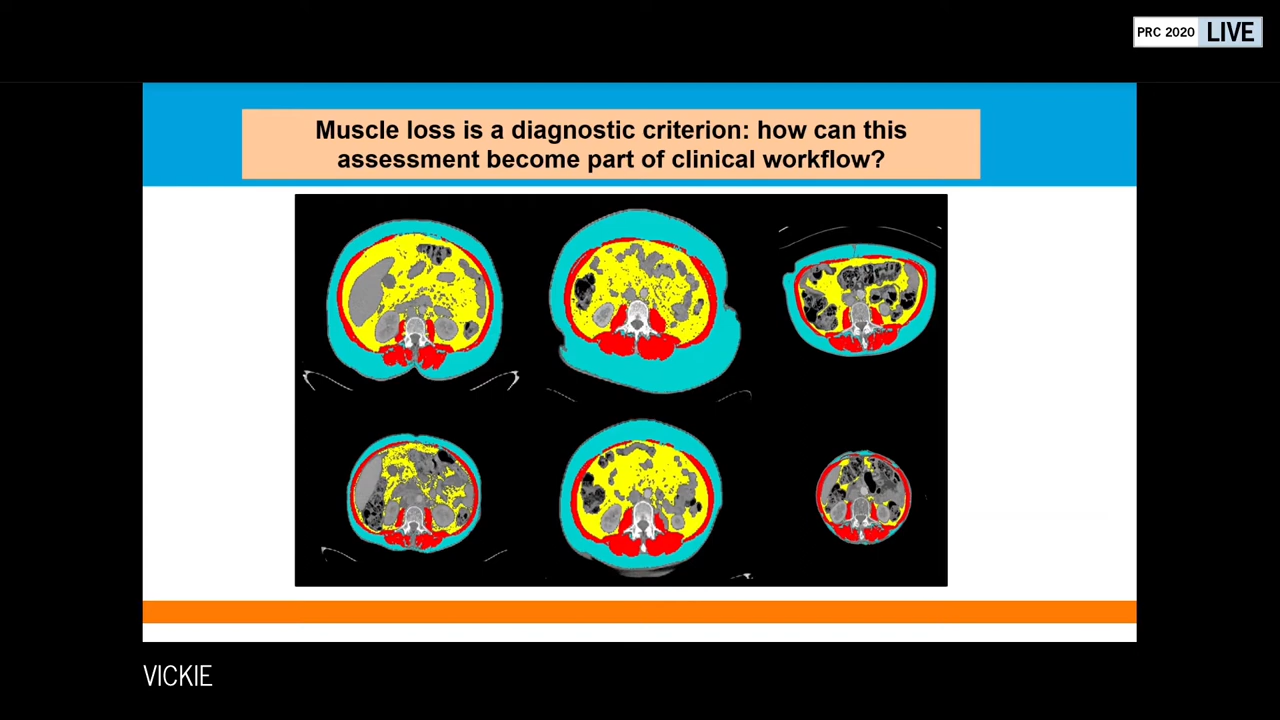 PRC 2020 LIVE
Muscle loss is a diagnostic criterion: how can this
assessment become part of clinical workflow?
VICKIE